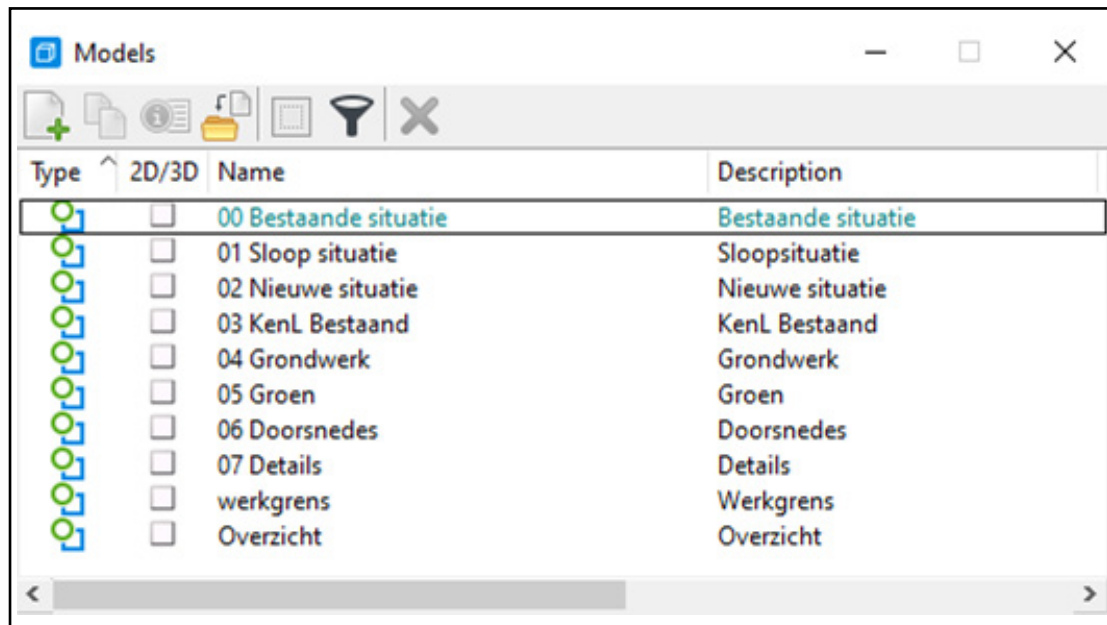 Models
Type 2D/3D Name Description
00 Bestaande situatie Bestaande situatie
01 Sloop situatie Sloopsituatie
02 Nieuwe situatie Nieuwe situatie
03 KenL Bestaand KenL Bestaand
04 Grondwerk Grondwerk
05 Groen Groen
06 Doorsnedes Doorsnedes
07 Details Details
werkgrens Werkgrens
Overzicht Overzicht